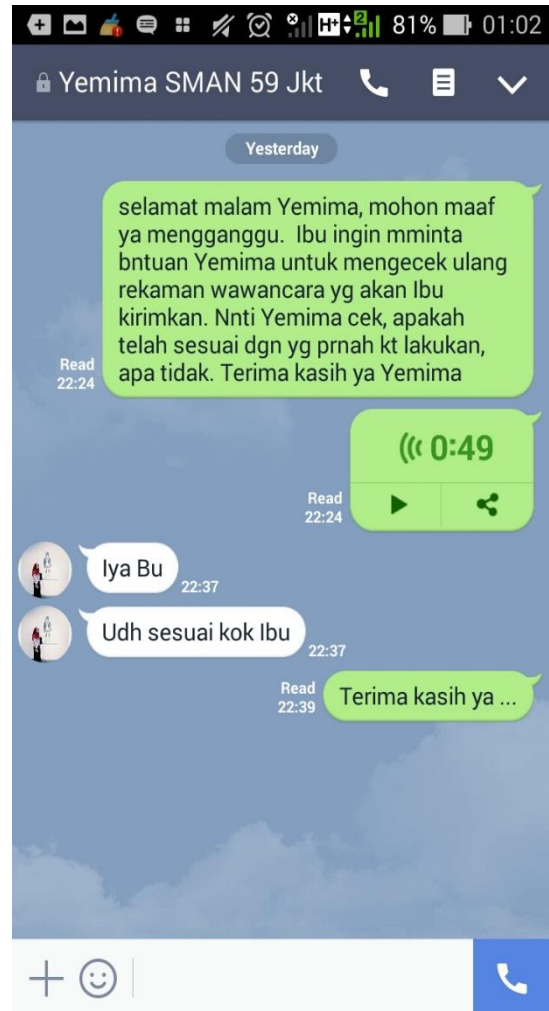 81% 01:02
Yemima SMAN 59 Jkt
Yesterday
selamat malam Yemima, mohon maaf
ya mengganggu. Ibu ingin mminta
bntuan Yemima untuk mengecek ulang
rekaman wawancara yg akan Ibu
kirimkan. Nnti Yemima cek, apakah
telah sesuai dgn yg prnah kt lakukan,
apa tidak. Terima kasih ya Yemima
Read
22:24
0:49
Read
22:24
Iya Bu
22:37
Udh sesuai kok Ibu
22:37
Read
22:39
Terima kasih ya ...